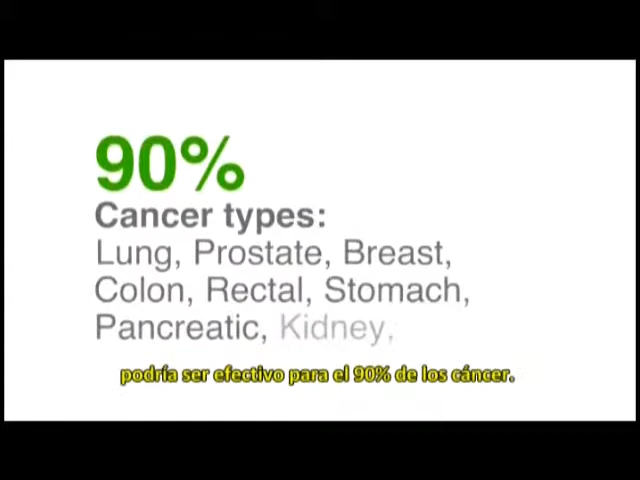 90%
Cancer types:
Lung, Prostate, Breast,
Colon, Rectal, Stomach,
Pancreatic, Kidney,
podría ser efectivo para el 90% de los cáncer.